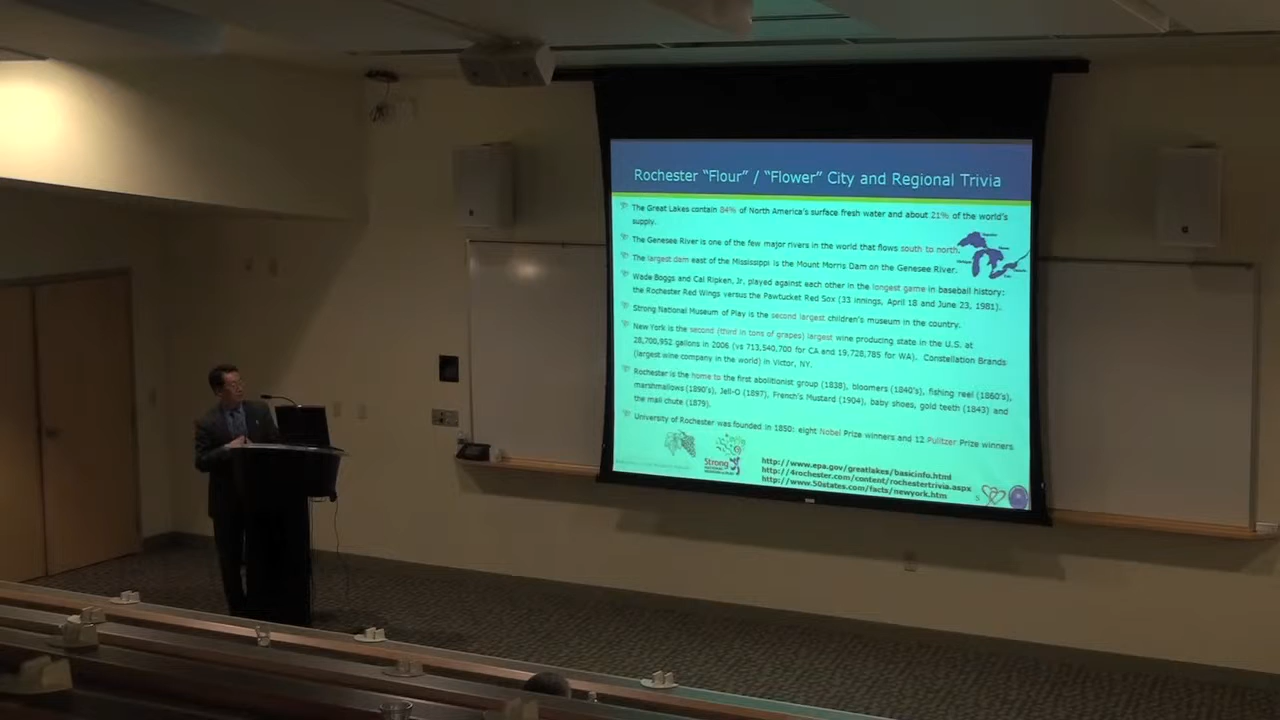 Rochester “Flour” / “Flower” City and Regional Trivia
The Great Lakes contain 84% of North America's surface fresh water and about 21% of the world's
supply.
The Genesee River is one of the few major rivers in the world that flows south to north.
The largest dam east of the Mississippi is the Mount Morris Dam on the Genesee River.
Wade Boggs and Cal Ripken, Jr, played against each other in the longest game in baseball history:
the Rochester Red Wings versus the Pawtucket Red Sox (33 innings, April 18 and June 23, 1981).
Strong National Museum of Play is the second largest children's museum in the country.
New York is the second (third in tons of grapes) largest wine producing state in the U.S. at
28,700,952 gallons in 2006 (vs 713,540,700 for CA and 19,728,785 for WA). Constellation Brands
(largest wine company in the world) in Victor, NY.
Rochester is the home to the first abolitionist group (1838), bloomers (1840's), fishing reel (1860's),
marshmallows (1890's), Jell-O (1897), French's Mustard (1904), baby shoes, gold teeth (1843) and
the mail chute (1879).
University of Rochester was founded in 1850: eight Nobel Prize winners and 12 Pulitzer Prize winners
Strong
http://www.epa.gov/greatlakes/basicinfo.html
http://4rochester.com/content/rochestertrivia.aspx
http://www.50states.com/facts/newyork.htm
5